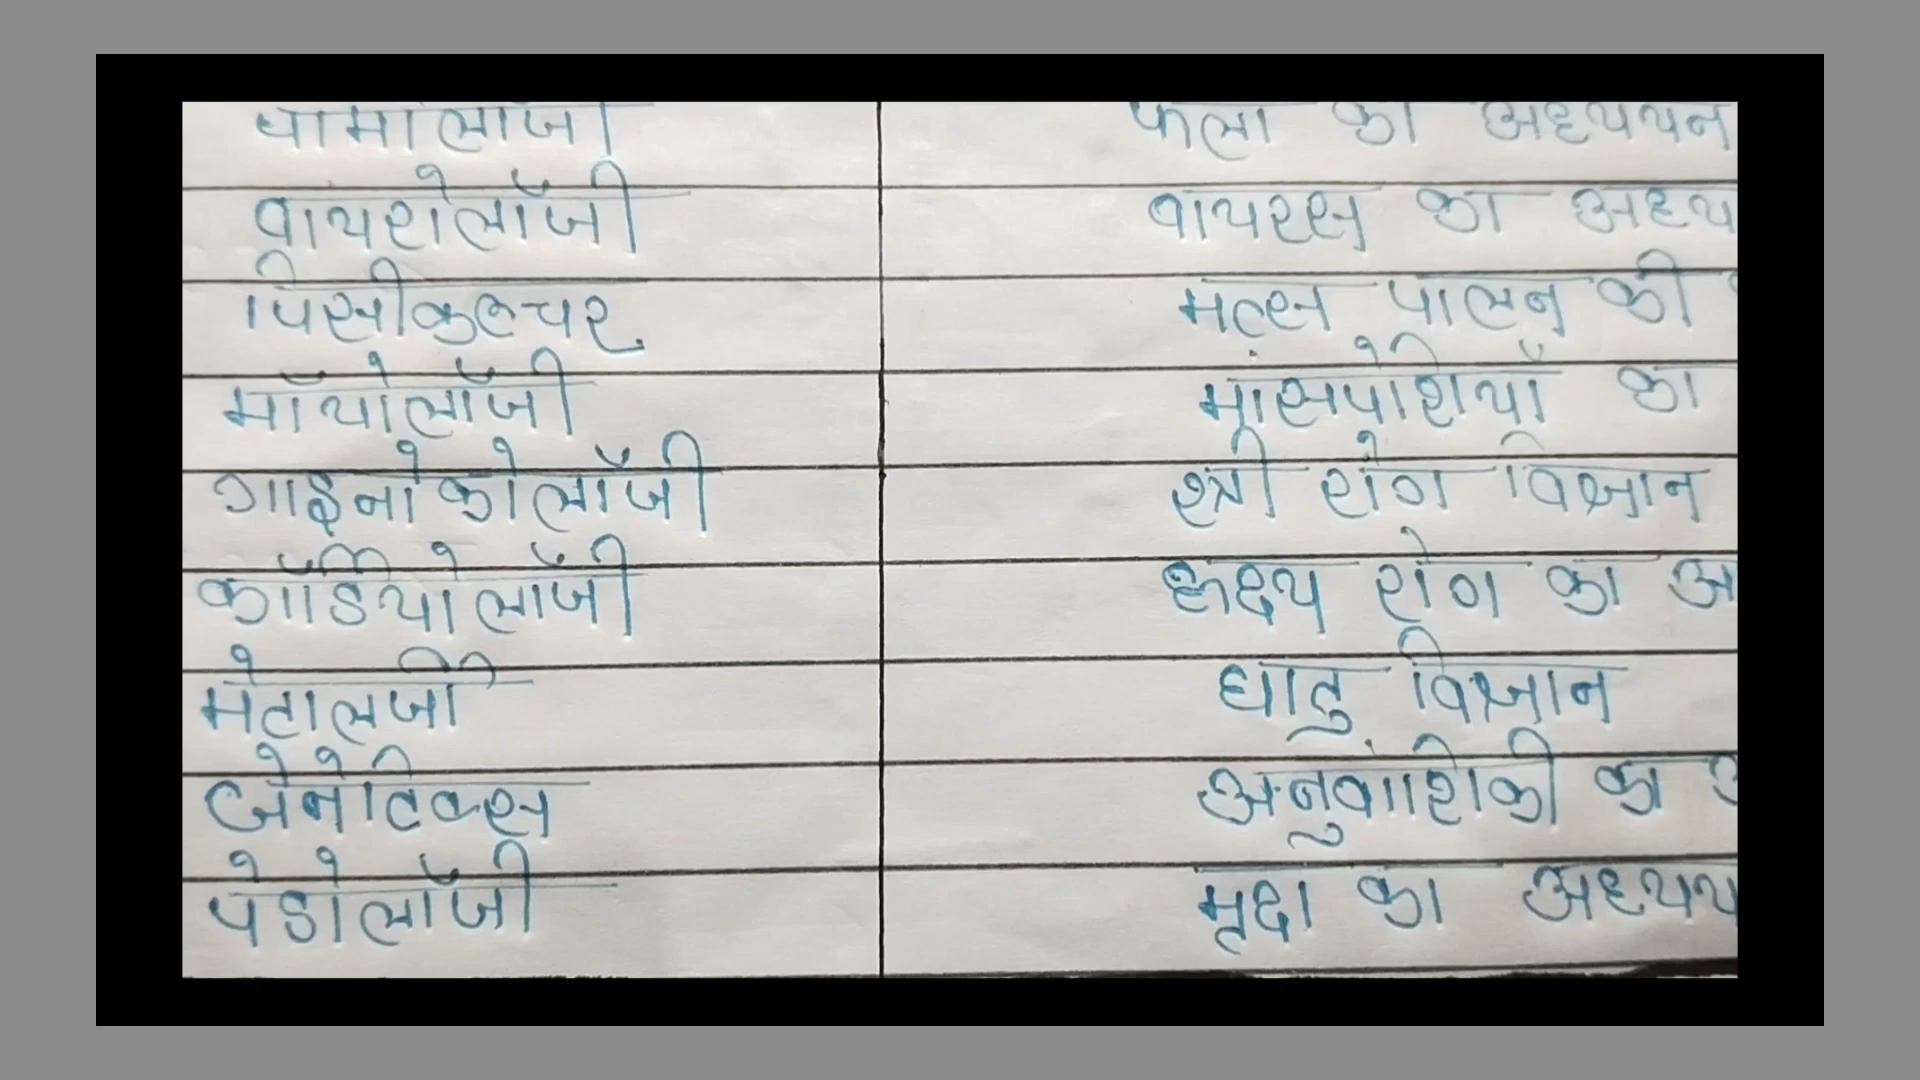 पामोलॉजी फलों का अध्ययन
वायरोलॉजी वायरस का अध्य
पिसीकल्चर मत्स पालन की
मॉयोलॉजी मांसपेशियों का
गाइनोकोलॉजी स्त्री रोग विज्ञान
कॉर्डियोलॉजी हृदय रोग का अ
मेटालर्जी धातु विज्ञान
जेनेटिक्स अनुवांशिकी का
पेडोलॉजी मृदा का अध्यय